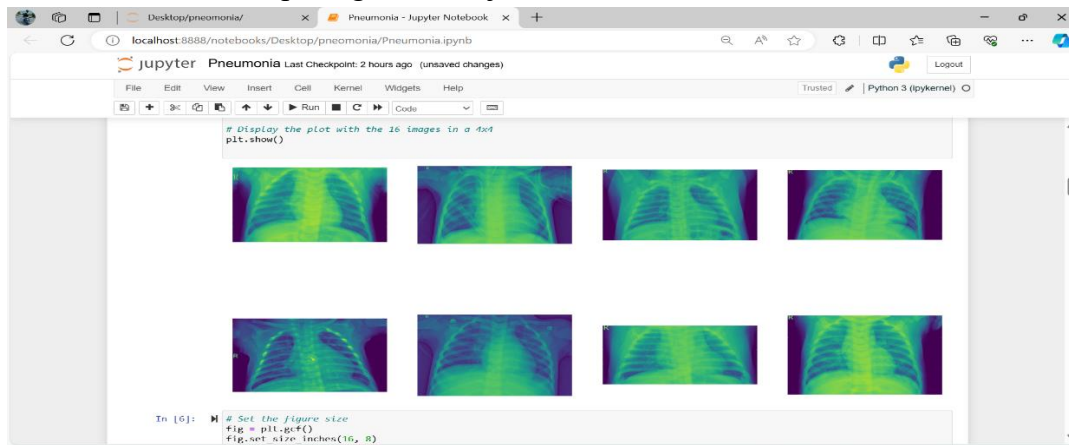 Desktop/pneomonia/
Pneumonia - Jupyter Notebook
localhost:8888/notebooks/Desktop/pneomonia/Pneumonia.ipynb
jupyter Pneumonia Last Checkpoint: 2 hours ago (unsaved changes)
Logout
File Edit View Insert Cell Kernel Widgets Help
Trusted Python 3 (ipykernel)
Run Code
# Display the plot with the 16 images in a 4x4
plt.show()
In [6]: # Set the figure size
fig = plt.gcf()
fig.set_size_inches(16, 8)